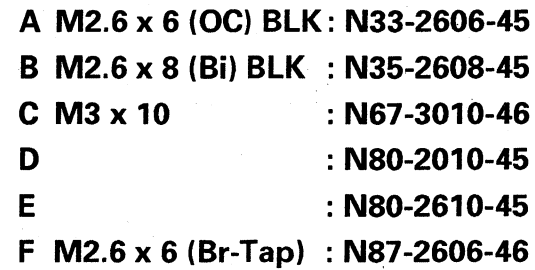 A M2.6 x 6 (OC) BLK : N33-2606-45
B M2.6 x 8 (Bi) BLK : N35-2608-45
C M3 x 10 : N67-3010-46
D : N80-2010-45
E : N80-2610-45
F M2.6 x 6 (Br-Tap) : N87-2606-46